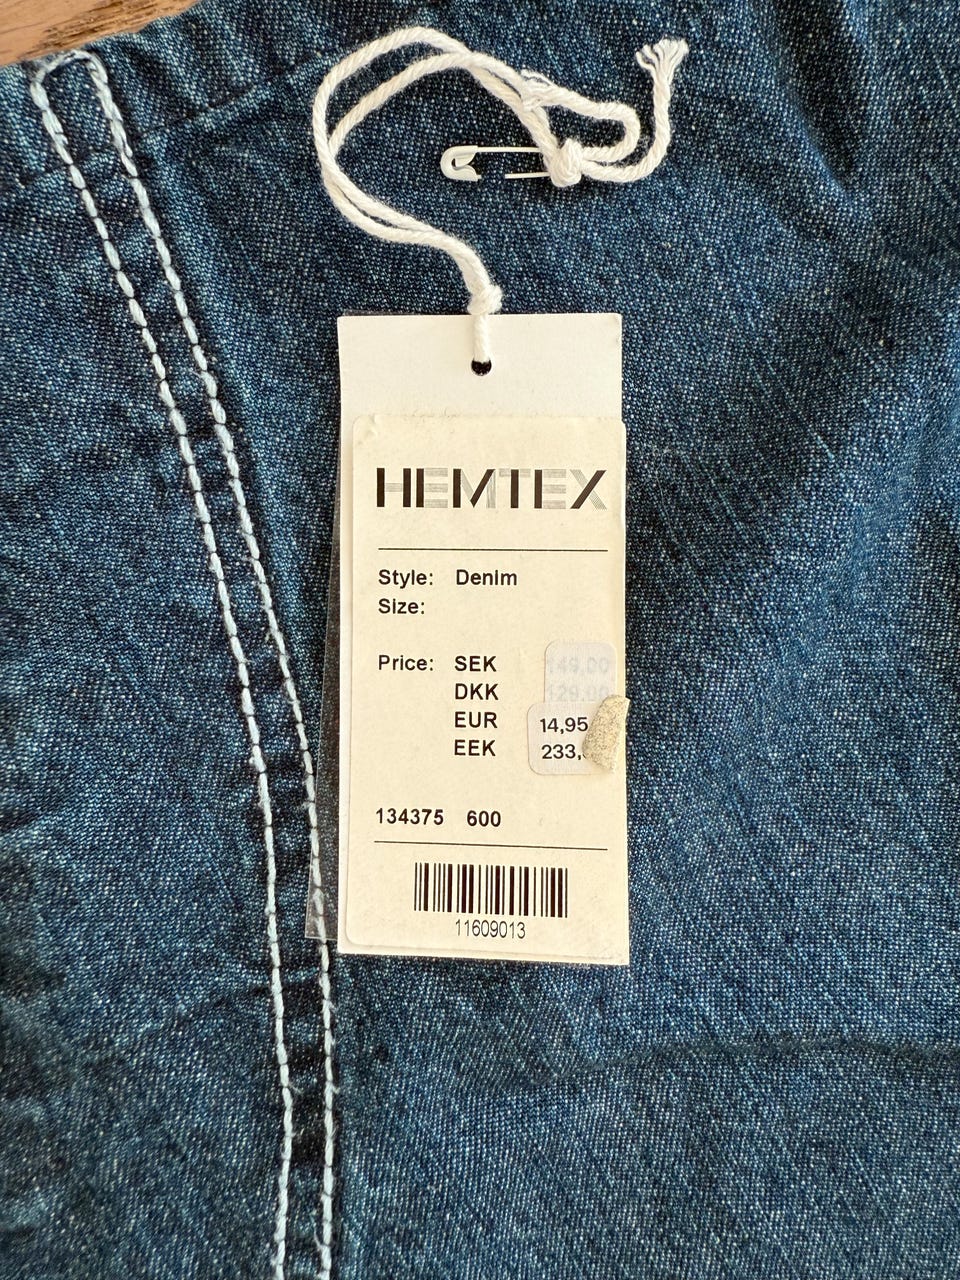 HEMTEX
Style: Denim
Size:
Price: SEK 149,00
DKK 129,00
EUR 14,95
EEK 233,
134375 600
11609013